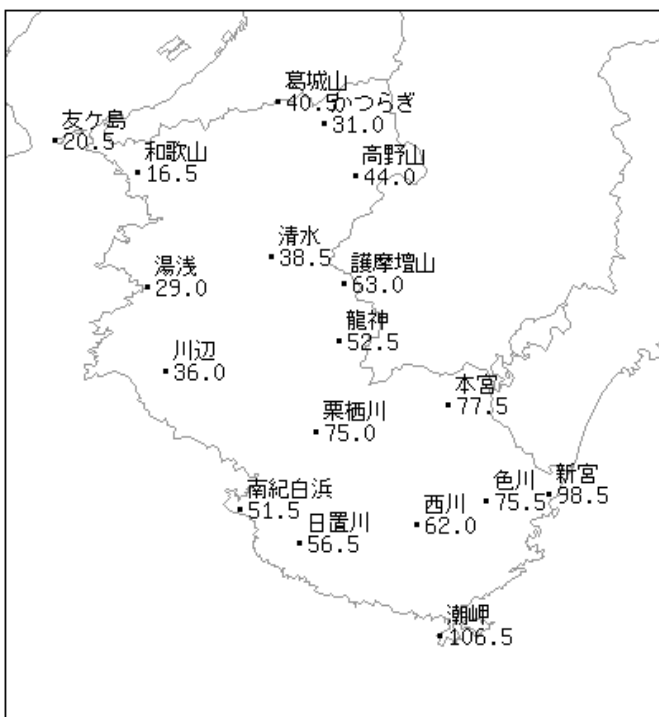 葛城山
40.5
かつらぎ
31.0
友ケ島
20.5
和歌山
16.5
高野山
44.0
清水
38.5
湯浅
29.0
護摩壇山
63.0
龍神
52.5
川辺
36.0
本宮
77.5
栗栖川
75.0
南紀白浜
51.5
色川
75.5
新宮
98.5
西川
62.0
日置川
56.5
潮岬
106.5